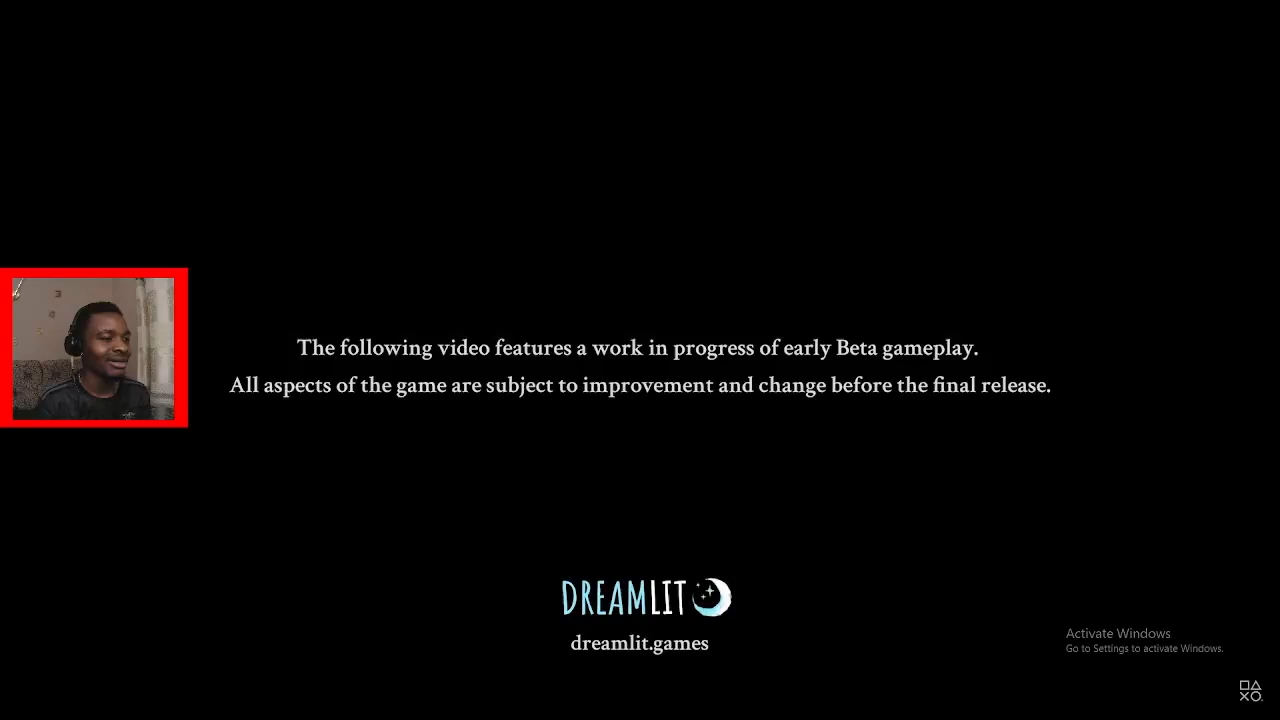 The following video features a work in progress of early Beta gameplay.
All aspects of the game are subject to improvement and change before the final release.
DREAMLIT
dreamlit.games
Activate Windows
Go to Settings to activate Windows.